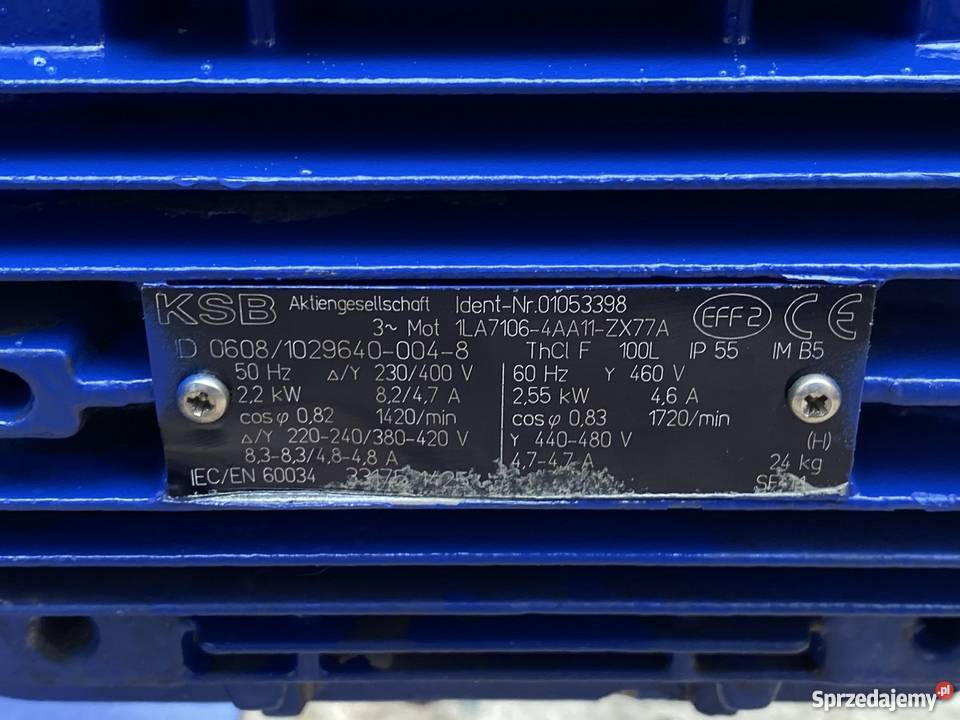 KSB Aktiengesellschaft Ident-Nr.01053398
3~ Mot 1LA7106-4AA11-ZX77A EFF2 CE
D 0608/1029640-004-8 ThCl F 100L IP 55 IM B5
50 Hz Δ/Y 230/400 V 60 Hz Y 460 V
2,2 kW 8,2/4,7 A 2,55 kW 4,6 A
cos φ 0,82 1420/min cos φ 0,83 1720/min
Δ/Y 220-240/380-420 V Y 440-480 V (H)
8,3-8,3/4,8-4,8 A 4,7-4,7 A 24 kg
IEC/EN 60034
Sprzedajemy.pl